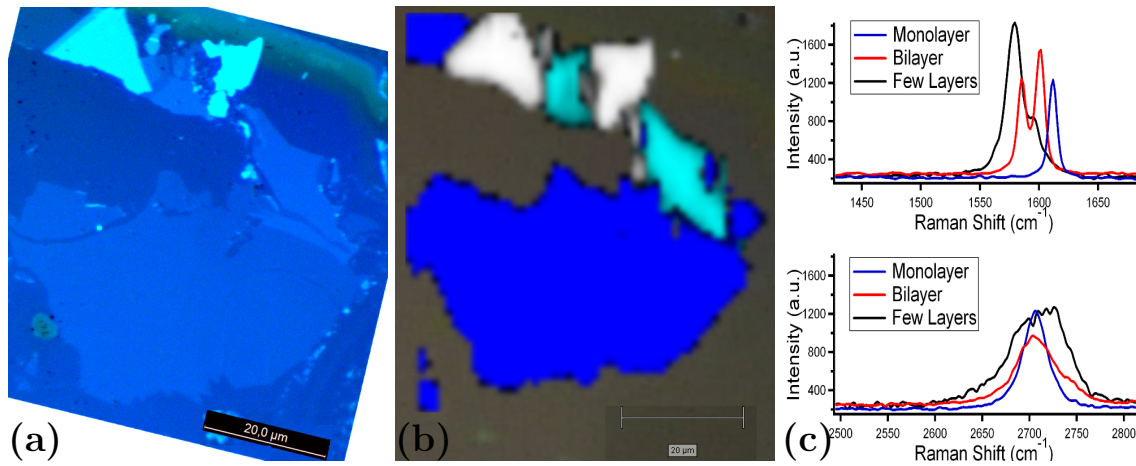 (a)
20,0 µm
(b)
20 µm
(c)
Intensity (a.u.)
1600
1200
800
400
Monolayer
Bilayer
Few Layers
1450
1500
1550
1600
1650
Raman Shift (cm-1)
Intensity (a.u.)
1600
1200
800
400
Monolayer
Bilayer
Few Layers
2500
2550
2600
2650
2700
2750
2800
Raman Shift (cm-1)